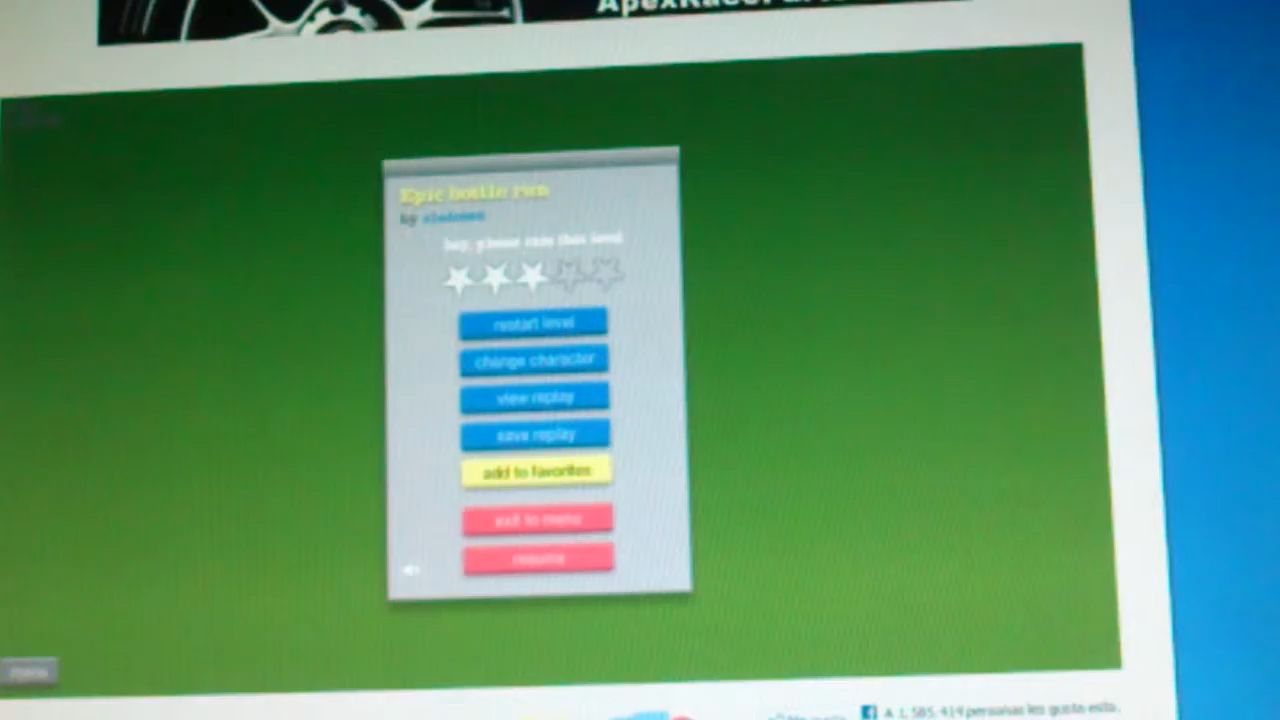 Epic bottle run
by
hey, please rate this level
restart level
change character
view replay
save replay
add to favorites
exit to menu
resume
menu
A 1.585.414 personas les gusta esto.